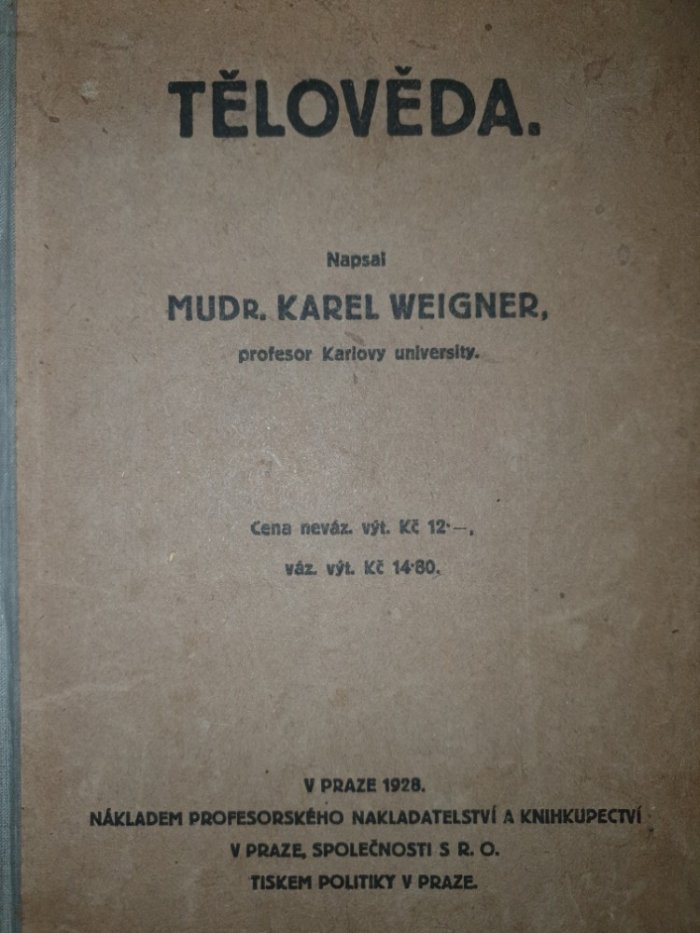 TĚLOVĚDA.
Napsal
MUDR. KAREL WEIGNER,
profesor Karlovy university.
Cena neváz. výt. Kč 12·—,
váz. výt. Kč 14·80.
V PRAZE 1928.
NÁKLADEM PROFESORSKÉHO NAKLADATELSTVÍ A KNIHKUPECTVÍ
V PRAZE, SPOLEČNOSTI S R. O.
TISKEM POLITIKY V PRAZE.